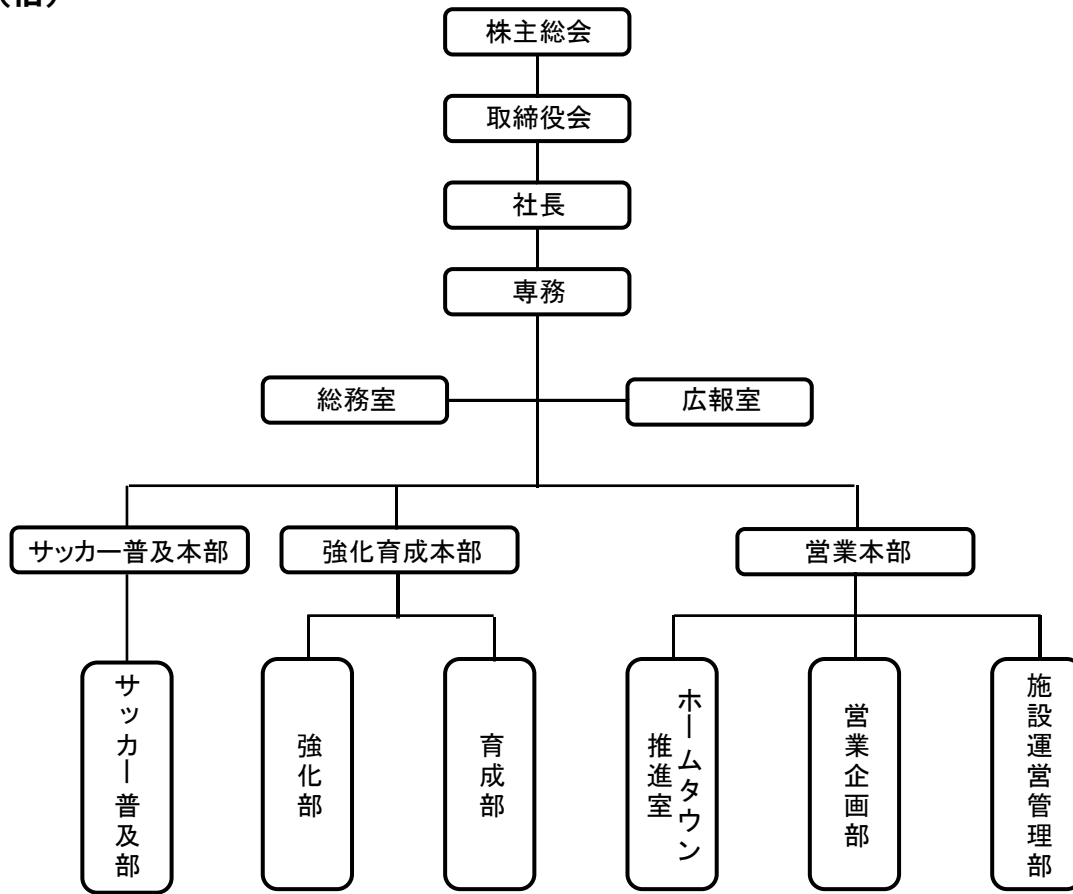 株主総会
取締役会
社長
専務
総務室
広報室
サッカー普及本部
強化育成本部
営業本部
サッカー普及部
強化部
育成部
ホームタウン
推進室
営業企画部
施設運営管理部